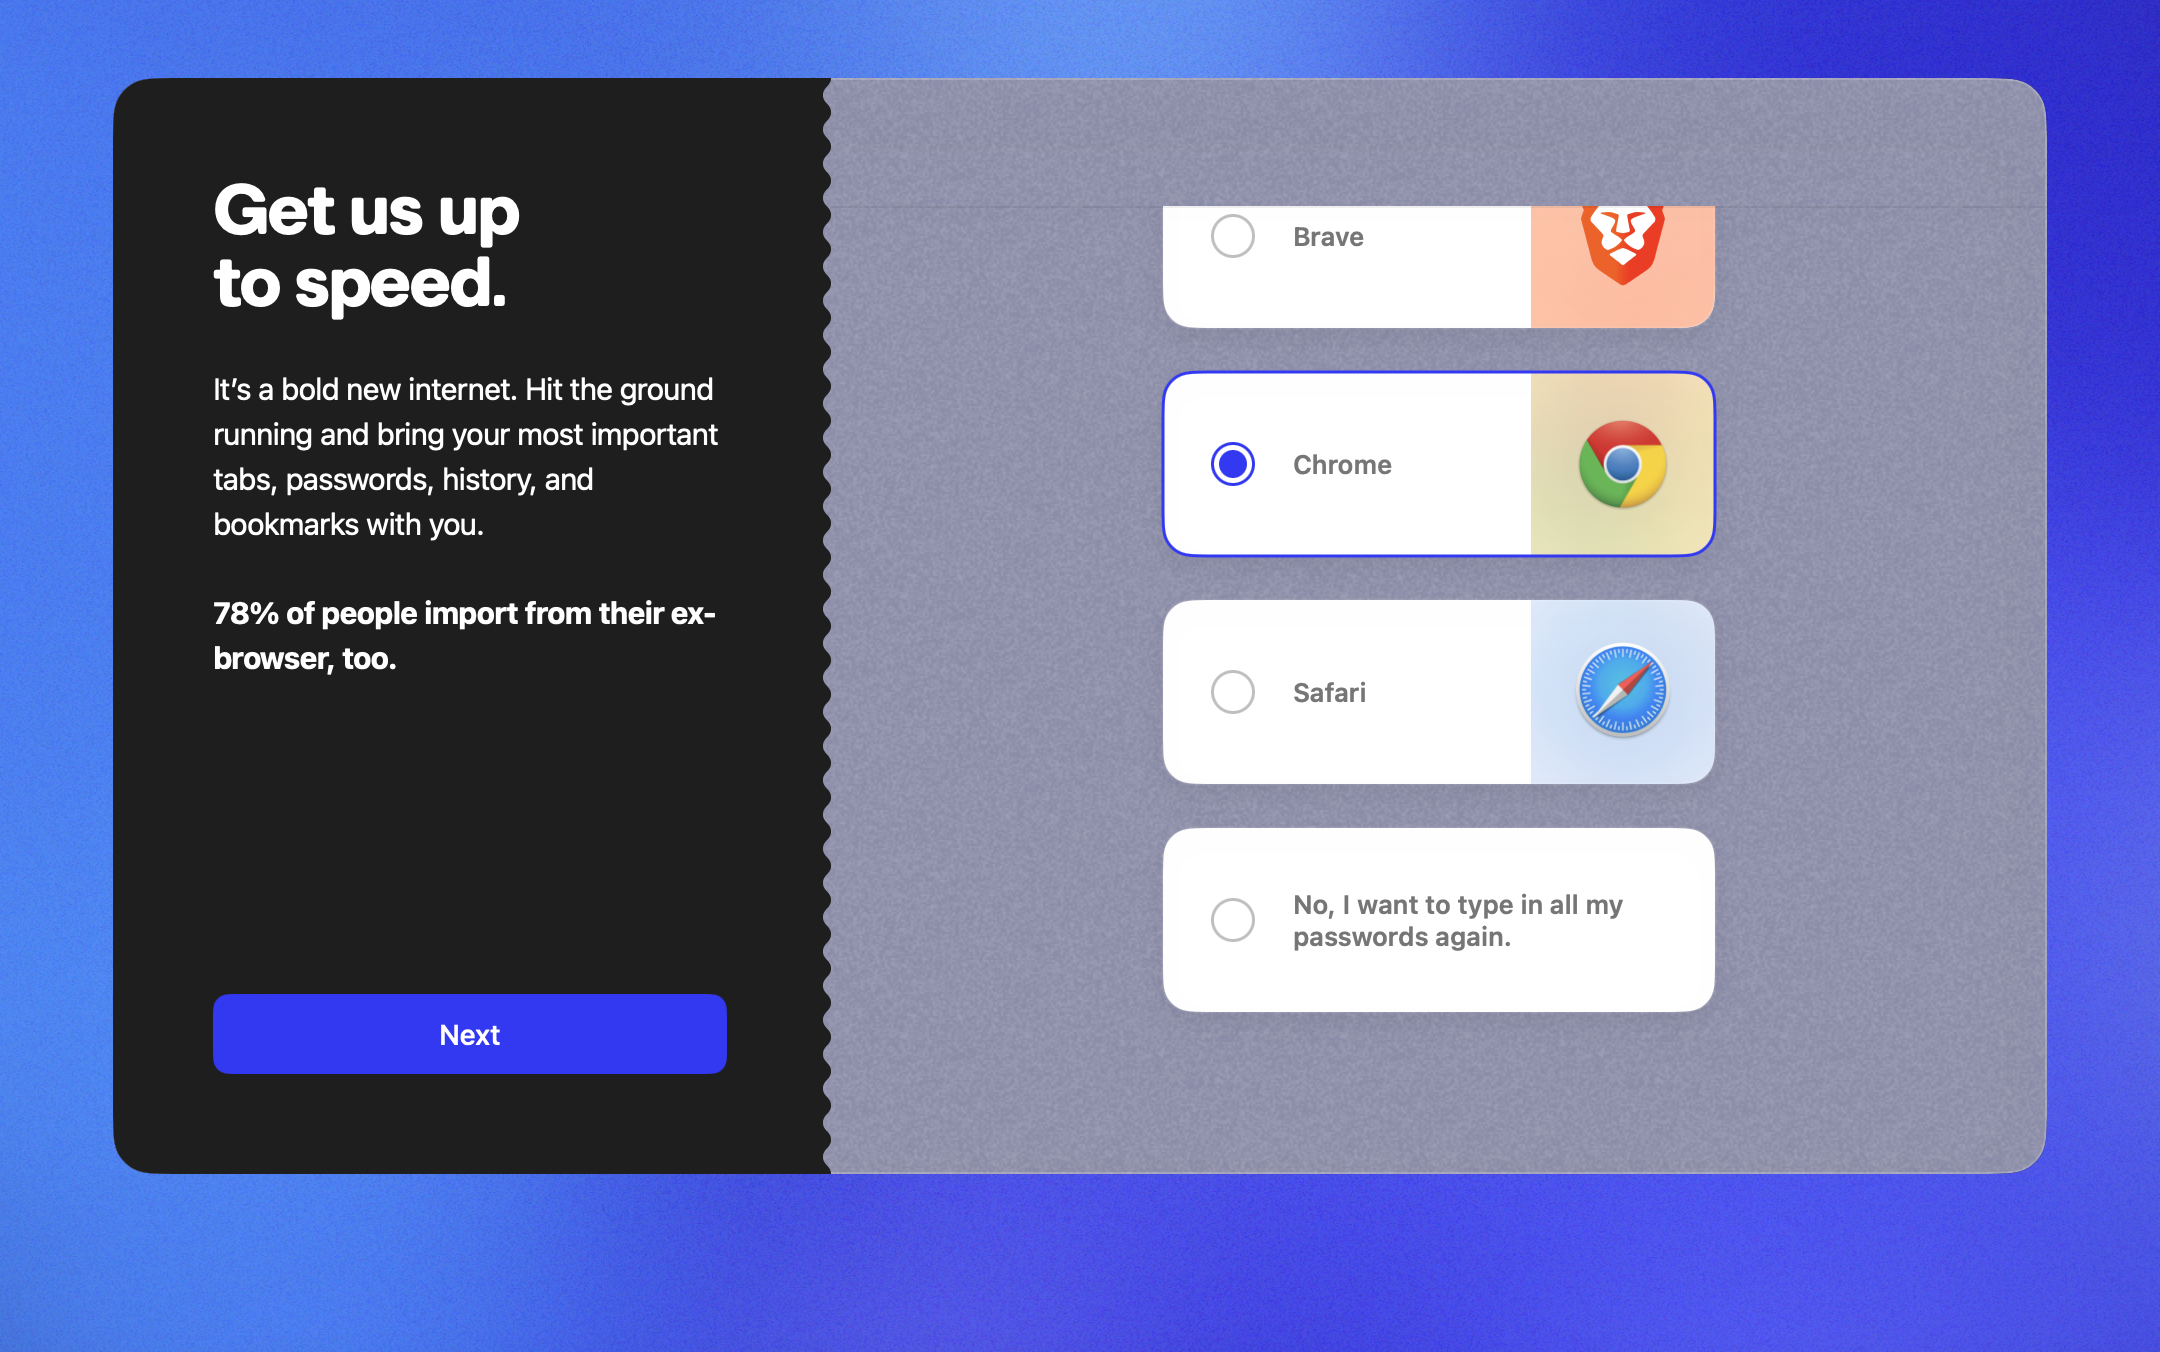 Get us up
to speed.
It's a bold new internet. Hit the ground
running and bring your most important
tabs, passwords, history, and
bookmarks with you.
78% of people import from their ex-
browser, too.
Next
Brave
Chrome
Safari
No, I want to type in all my
passwords again.